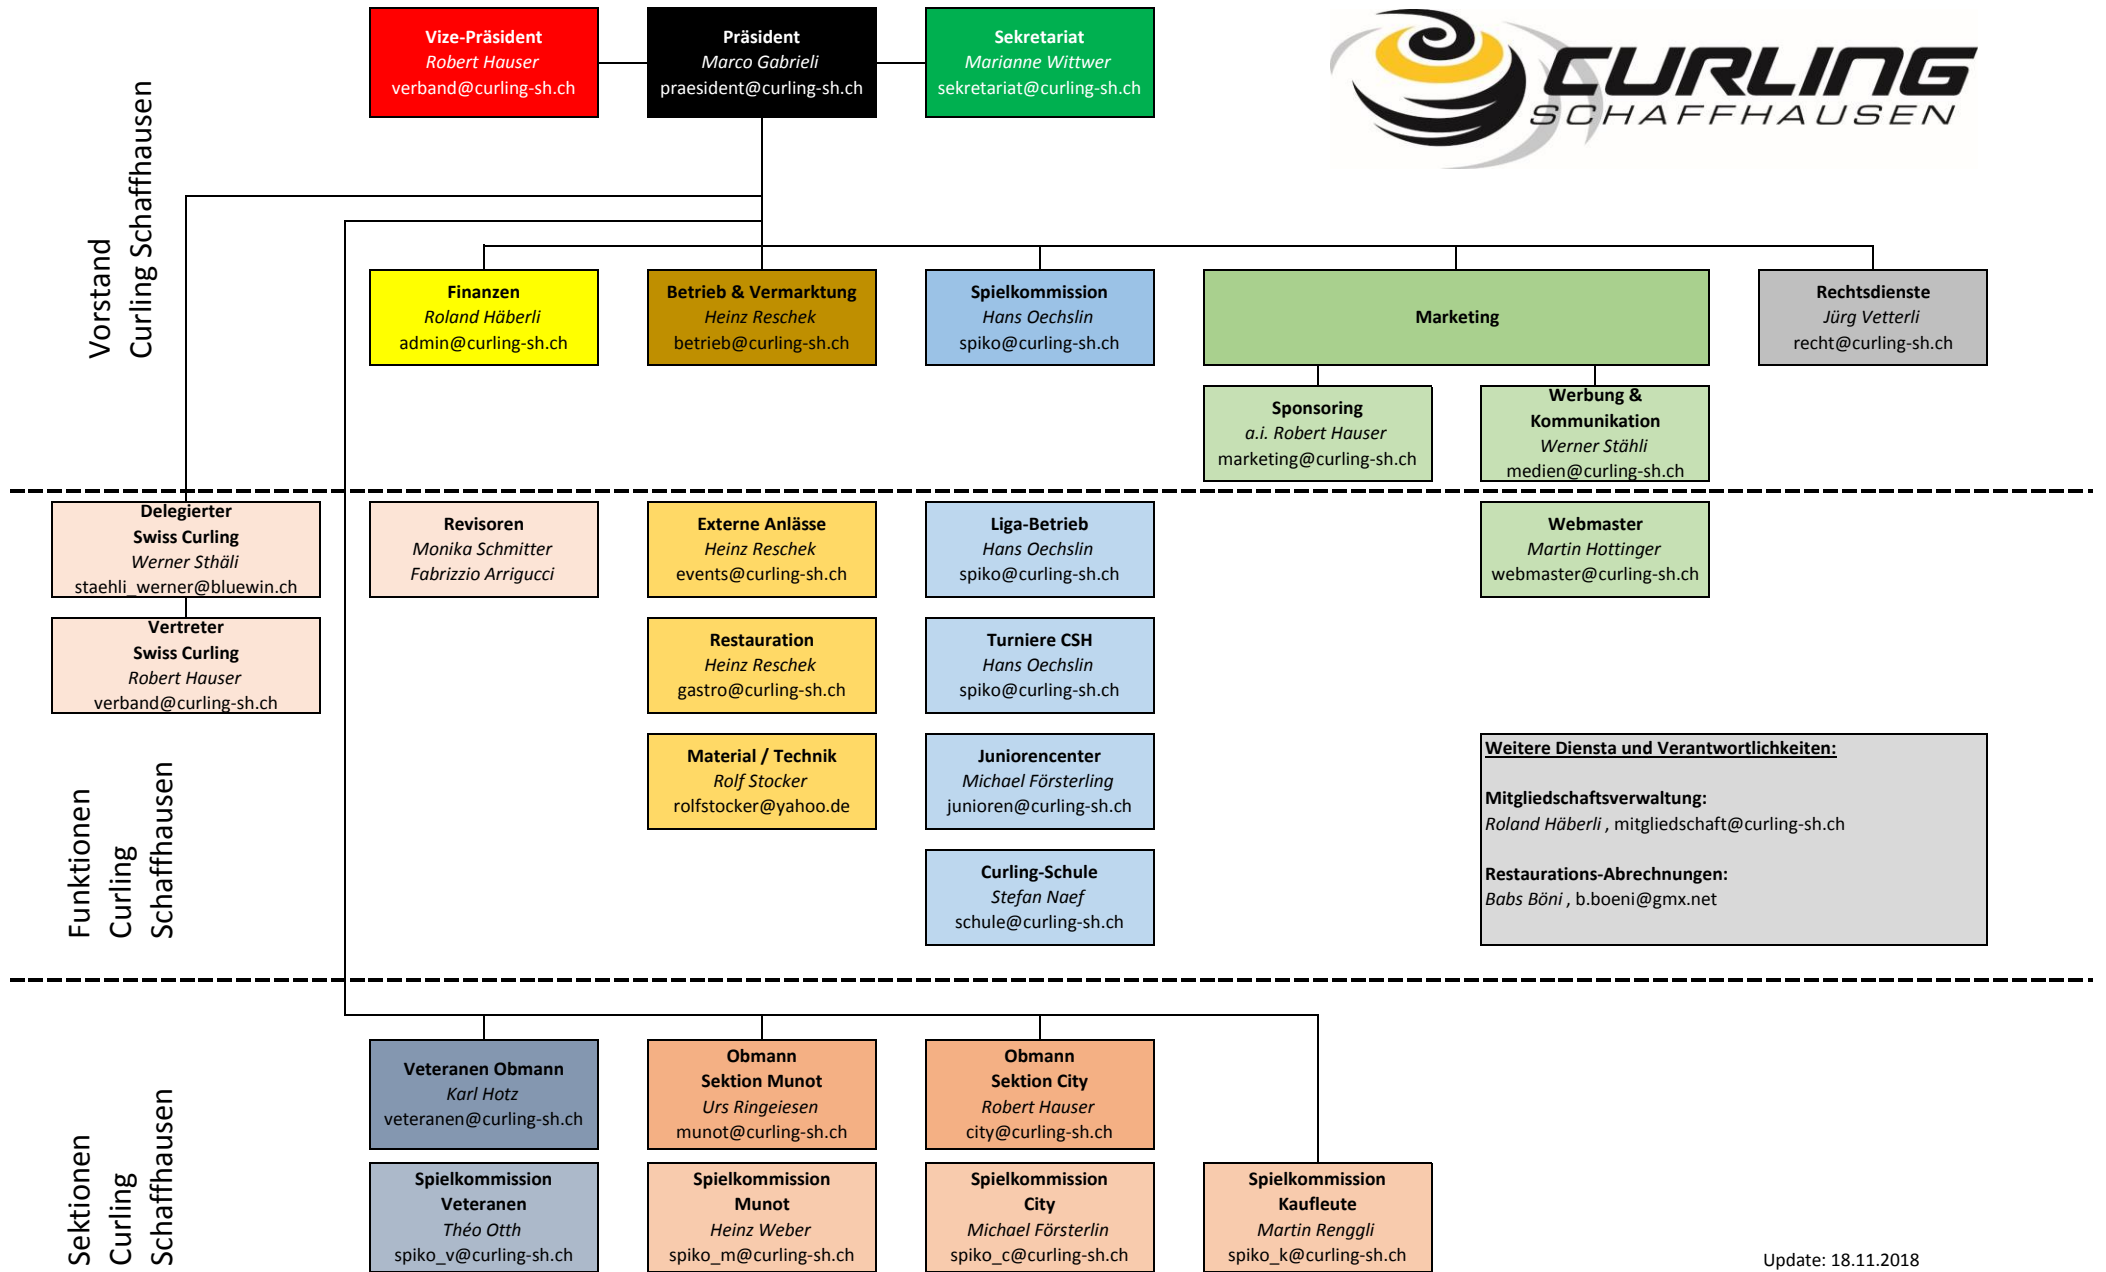 Vize-Präsident
Robert Hauser
verband@curling-sh.ch
Präsident
Marco Gabrieli
praesident@curling-sh.ch
Sekretariat
Marianne Wittwer
sekretariat@curling-sh.ch
CURLING
SCHAFFHAUSEN
Vorstand
Curling Schaffhausen
Finanzen
Roland Häberli
admin@curling-sh.ch
Betrieb & Vermarktung
Heinz Reschek
betrieb@curling-sh.ch
Spielkommission
Hans Oechslin
spiko@curling-sh.ch
Marketing
Rechtsdienste
Jürg Vetterli
recht@curling-sh.ch
Sponsoring
a.i. Robert Hauser
marketing@curling-sh.ch
Werbung &
Kommunikation
Werner Stähli
medien@curling-sh.ch
Delegierter
Swiss Curling
Werner Sthäli
staehli_werner@bluewin.ch
Revisoren
Monika Schmitter
Fabrizzio Arrigucci
Externe Anlässe
Heinz Reschek
events@curling-sh.ch
Liga-Betrieb
Hans Oechslin
spiko@curling-sh.ch
Webmaster
Martin Hottinger
webmaster@curling-sh.ch
Vertreter
Swiss Curling
Robert Hauser
verband@curling-sh.ch
Restauration
Heinz Reschek
gastro@curling-sh.ch
Turniere CSH
Hans Oechslin
spiko@curling-sh.ch
Funktionen
Curling
Schaffhausen
Material / Technik
Rolf Stocker
rolfstocker@yahoo.de
Juniorencenter
Michael Försterling
junioren@curling-sh.ch
Curling-Schule
Stefan Naef
schule@curling-sh.ch
Weitere Diensta und Verantwortlichkeiten:
Mitgliedschaftsverwaltung:
Roland Häberli , mitgliedschaft@curling-sh.ch
Restaurations-Abrechnungen:
Babs Böni , b.boeni@gmx.net
Sektionen
Curling
Schaffhausen
Veteranen Obmann
Karl Hotz
veteranen@curling-sh.ch
Obmann
Sektion Munot
Urs Ringeiesen
munot@curling-sh.ch
Obmann
Sektion City
Robert Hauser
city@curling-sh.ch
Spielkommission
Veteranen
Théo Otth
spiko_v@curling-sh.ch
Spielkommission
Munot
Heinz Weber
spiko_m@curling-sh.ch
Spielkommission
City
Michael Försterlin
spiko_c@curling-sh.ch
Spielkommission
Kaufleute
Martin Renggli
spiko_k@curling-sh.ch
Update: 18.11.2018